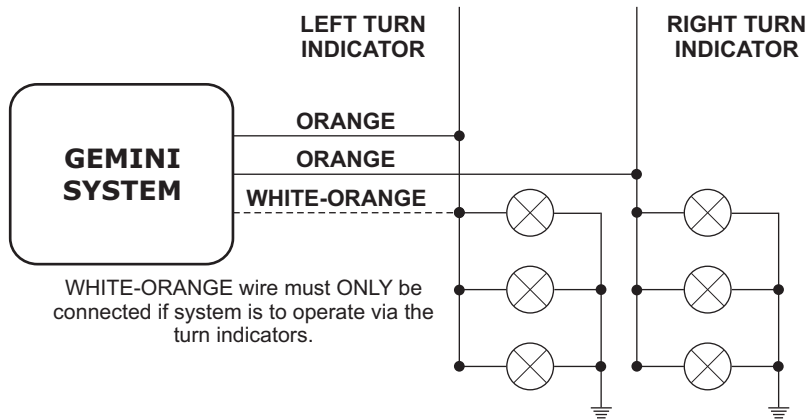 LEFT TURN
INDICATOR
RIGHT TURN
INDICATOR
GEMINI
SYSTEM
ORANGE
ORANGE
WHITE-ORANGE
WHITE-ORANGE wire must ONLY be
connected if system is to operate via the
turn indicators.